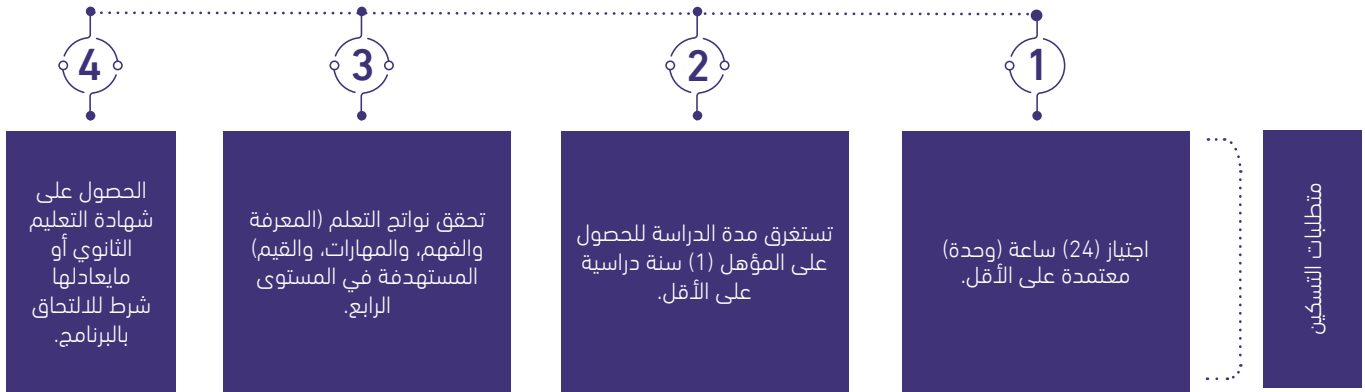 متطلبات التسكين
1
اجتياز (24) ساعة (وحدة)
معتمدة على الأقل.
2
تستغرق مدة الدراسة للحصول
على المؤهل (1) سنة دراسية
على الأقل.
3
تحقق نواتج التعلم (المعرفة
والفهم، والمهارات، والقيم)
المستهدفة في المستوى
الرابع.
4
الحصول على
شهادة التعليم
الثانوي أو
مايعادلها
شرط للالتحاق
بالبرنامج.